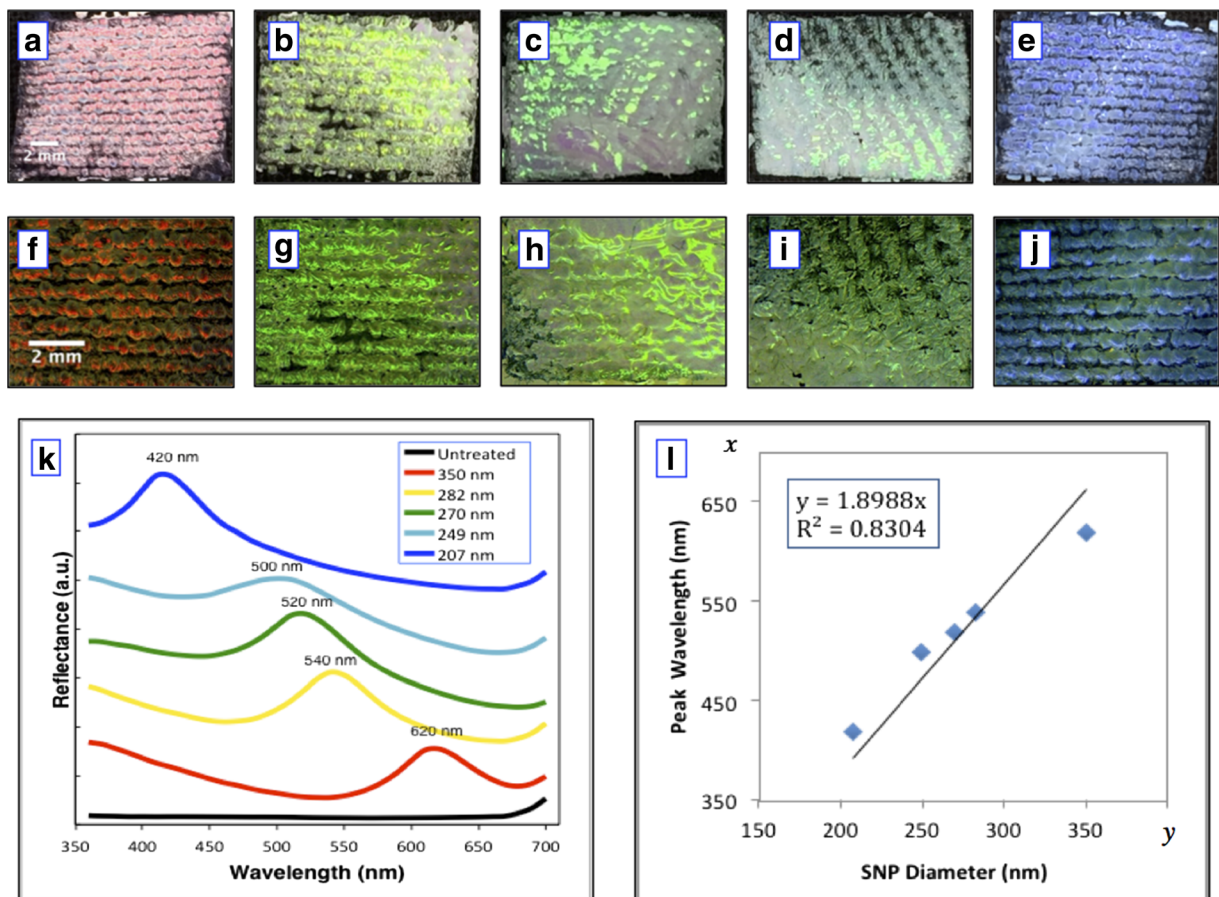 a
b
c
d
e
2 mm
f
g
h
i
j
2 mm
k
420 nm
500 nm
520 nm
540 nm
620 nm
Untreated
350 nm
282 nm
270 nm
249 nm
207 nm
Reflectance (a.u.)
350 400 450 500 550 600 650 700
Wavelength (nm)
l
x
y = 1.8988x
R² = 0.8304
Peak Wavelength (nm)
650
550
450
350
150 200 250 300 350 y
SNP Diameter (nm)